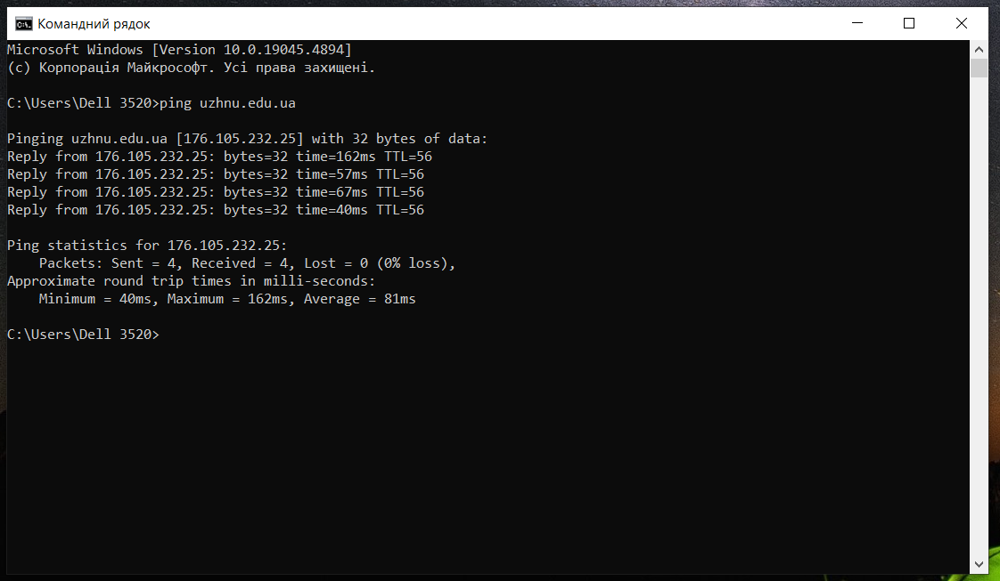 Командний рядок
Microsoft Windows [Version 10.0.19045.4894]
(c) Корпорація Майкрософт. Усі права захищені.
C:\Users\Dell 3520>ping uzhnu.edu.ua
Pinging uzhnu.edu.ua [176.105.232.25] with 32 bytes of data:
Reply from 176.105.232.25: bytes=32 time=162ms TTL=56
Reply from 176.105.232.25: bytes=32 time=57ms TTL=56
Reply from 176.105.232.25: bytes=32 time=67ms TTL=56
Reply from 176.105.232.25: bytes=32 time=40ms TTL=56
Ping statistics for 176.105.232.25:
    Packets: Sent = 4, Received = 4, Lost = 0 (0% loss),
Approximate round trip times in milli-seconds:
    Minimum = 40ms, Maximum = 162ms, Average = 81ms
C:\Users\Dell 3520>